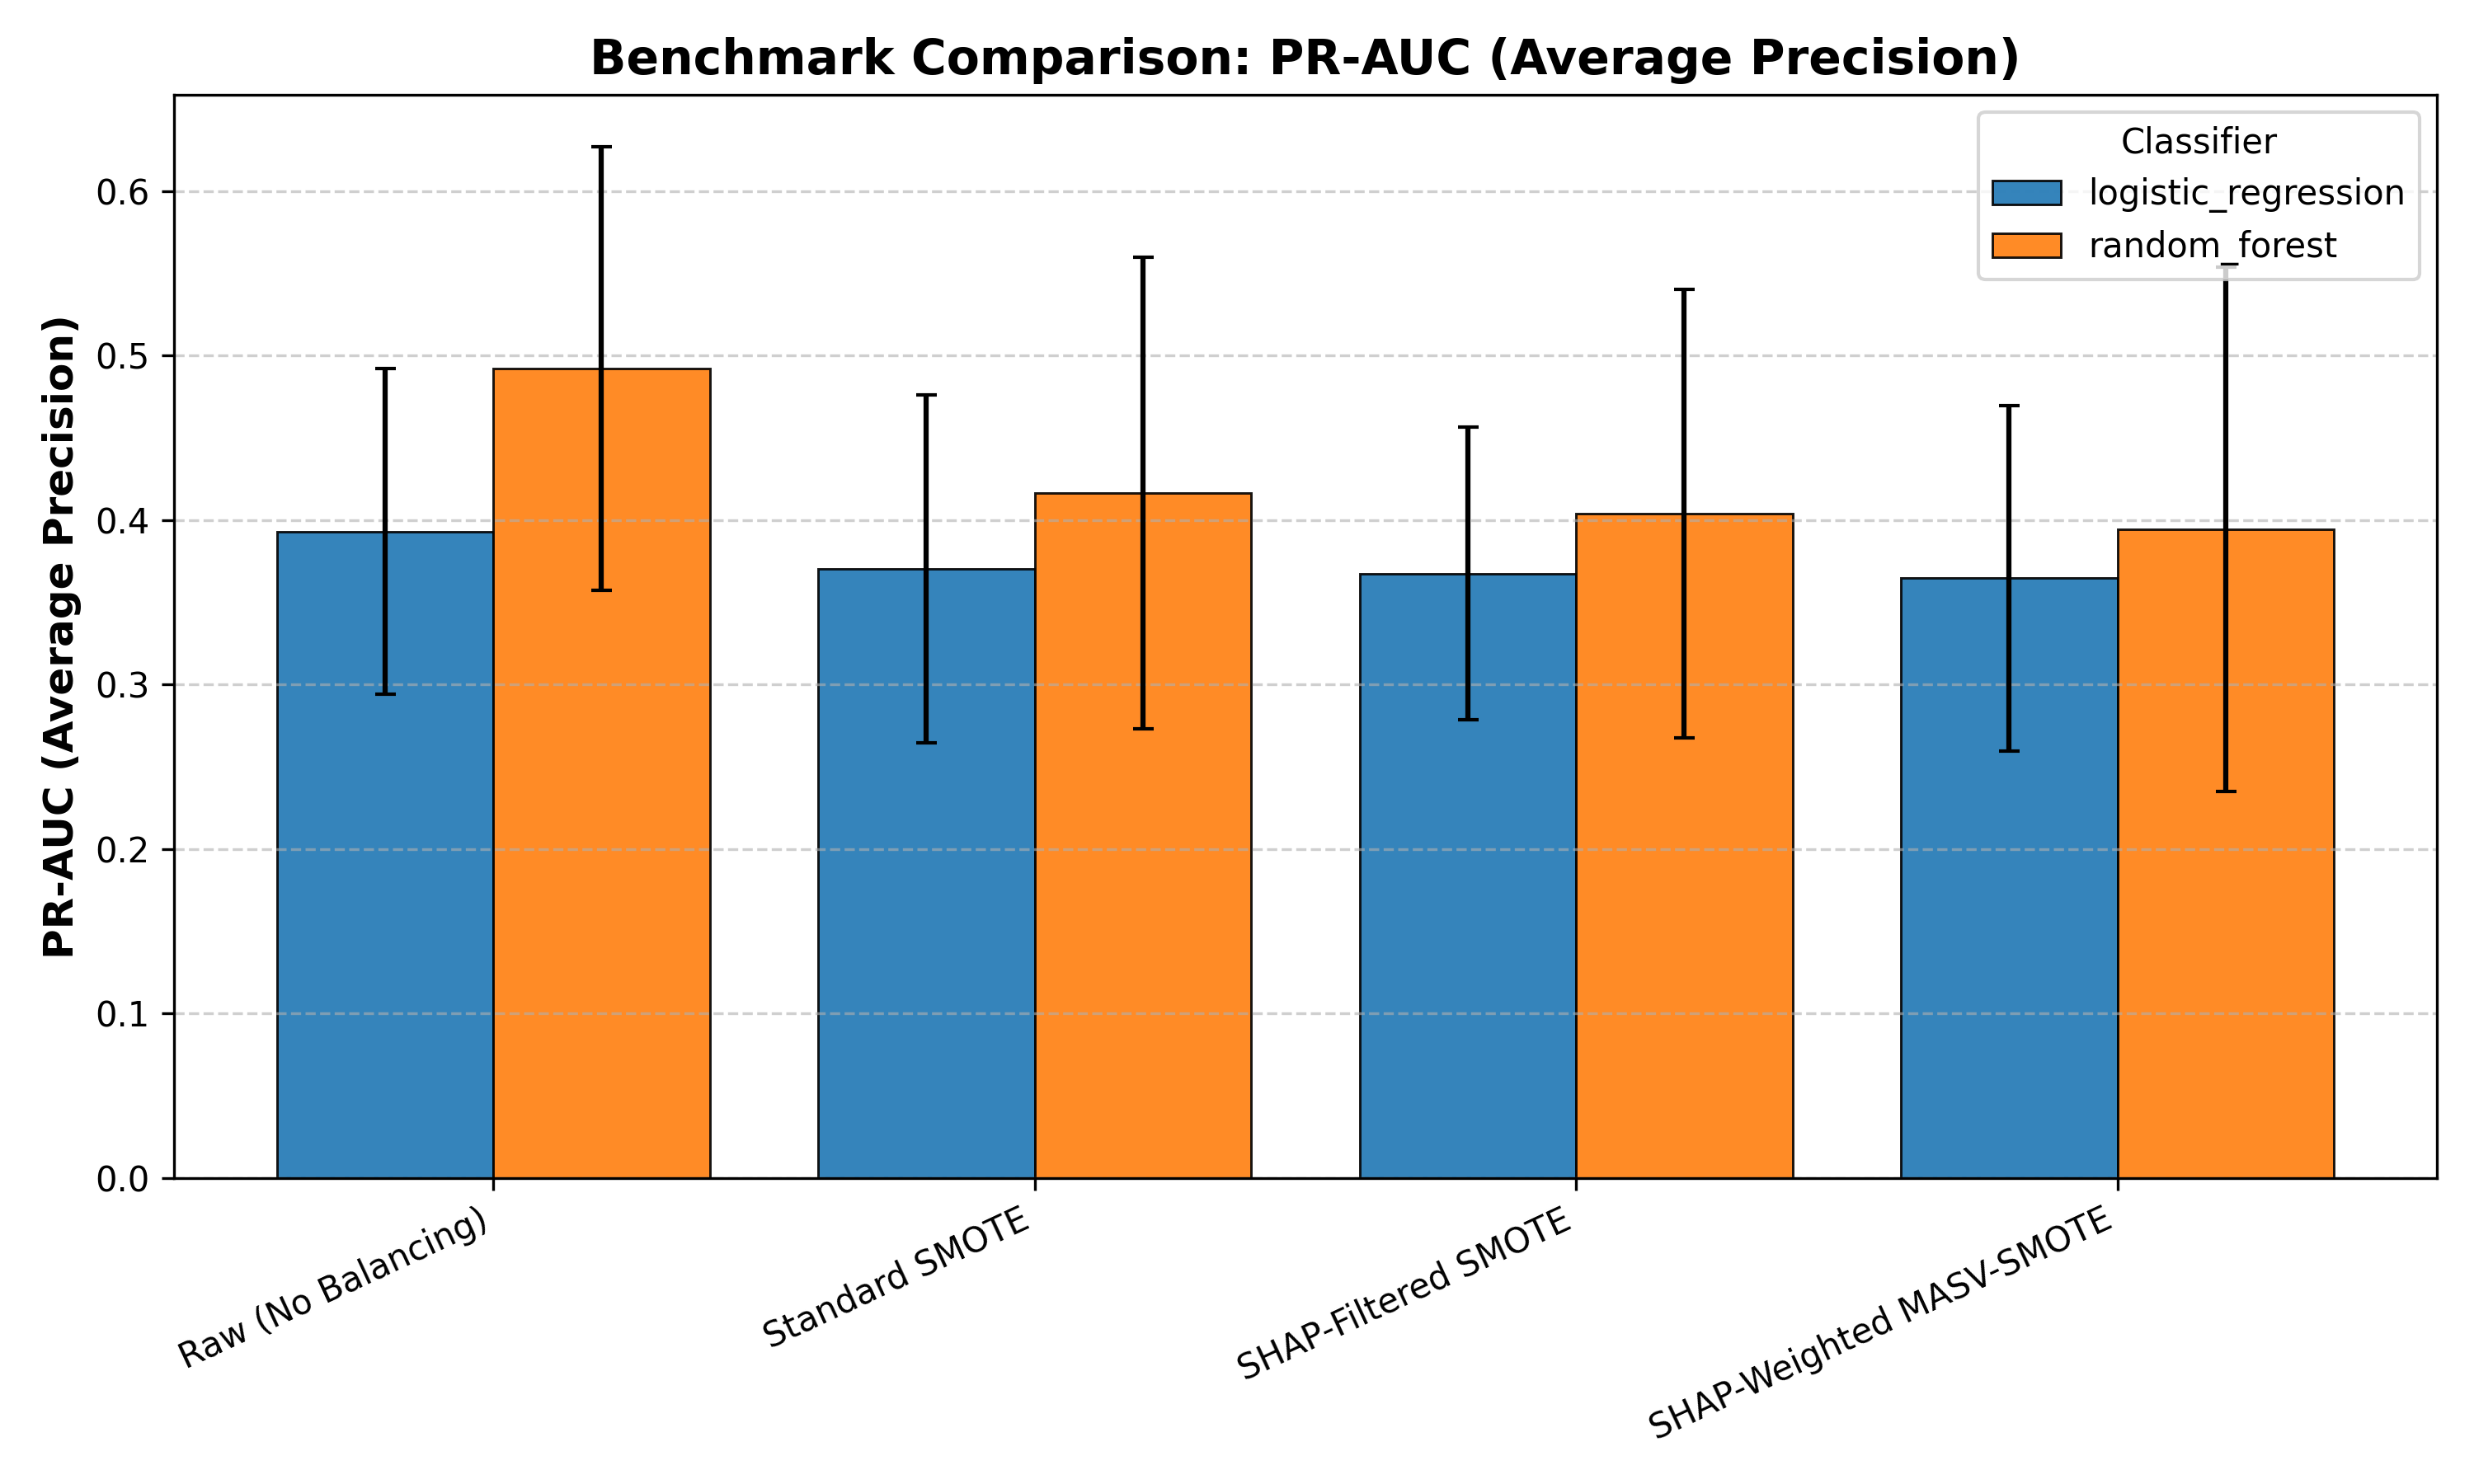 Benchmark Comparison: PR-AUC (Average Precision)
PR-AUC (Average Precision)
0.6
0.5
0.4
0.3
0.2
0.1
0.0
Classifier
logistic_regression
random_forest
Raw (No Balancing)
Standard SMOTE
SHAP-Filtered SMOTE
SHAP-Weighted MASV-SMOTE